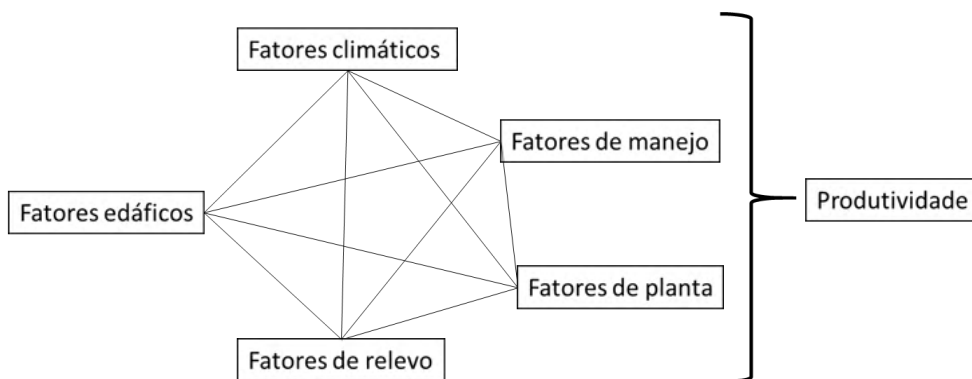 Fatores climáticos
Fatores de manejo
Fatores edáficos
Produtividade
Fatores de planta
Fatores de relevo